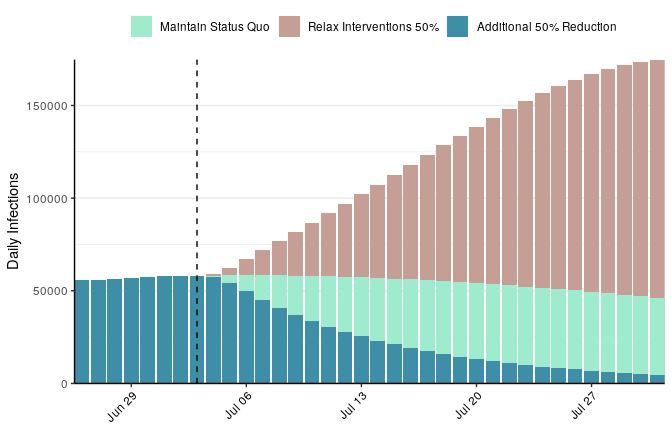 Maintain Status Quo Relax Interventions 50% Additional 50% Reduction
150000
100000
50000
0
Daily Infections
Jun 29 Jul 06 Jul 13 Jul 20 Jul 27